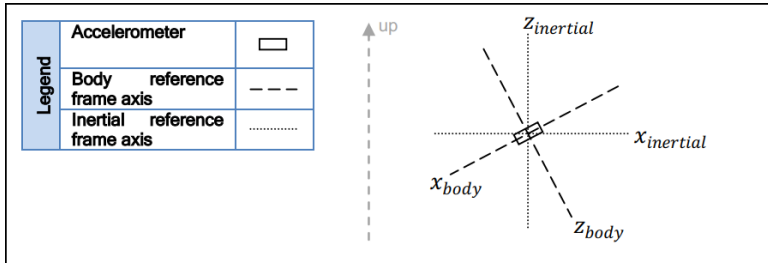 Legend
Accelerometer
Body reference
frame axis
Inertial reference
frame axis
up
z_inertial
x_inertial
x_body
z_body